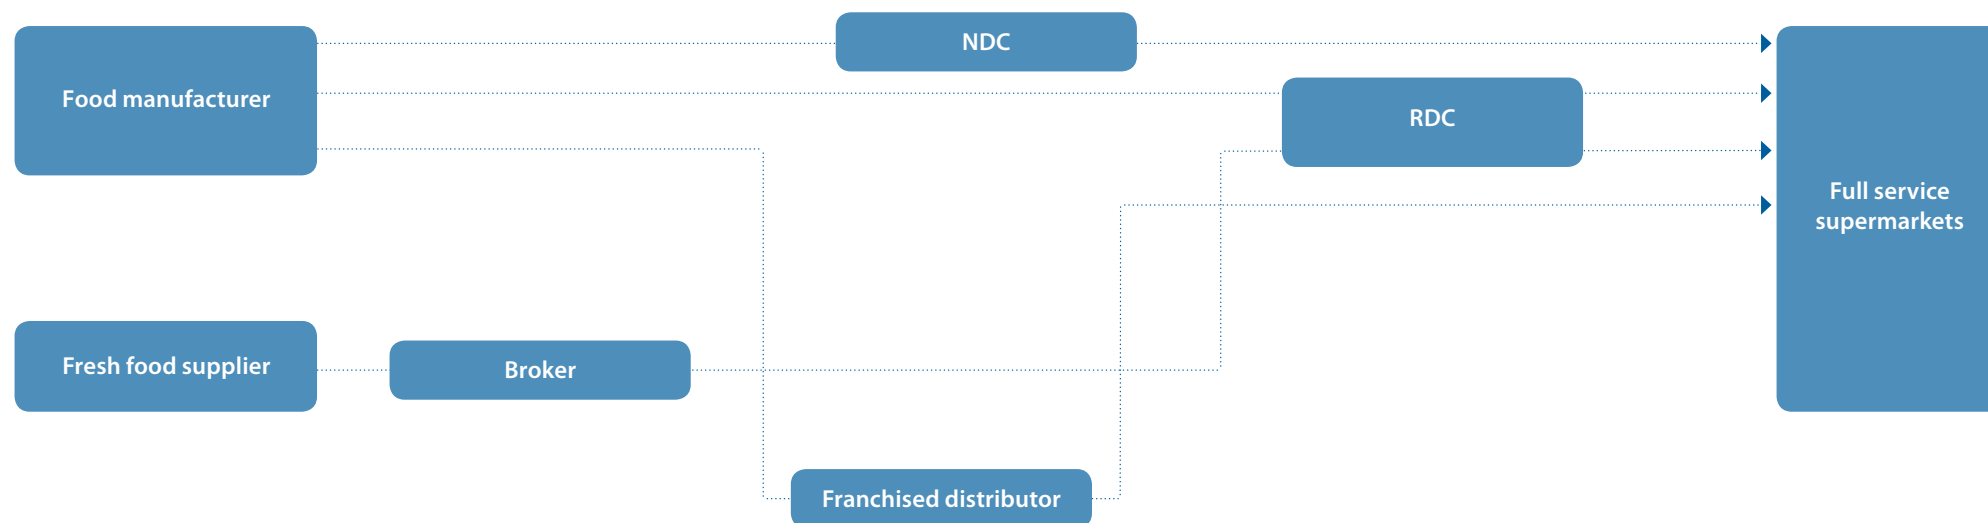 NDC
Food manufacturer
RDC
Full service
supermarkets
Fresh food supplier
Broker
Franchised distributor